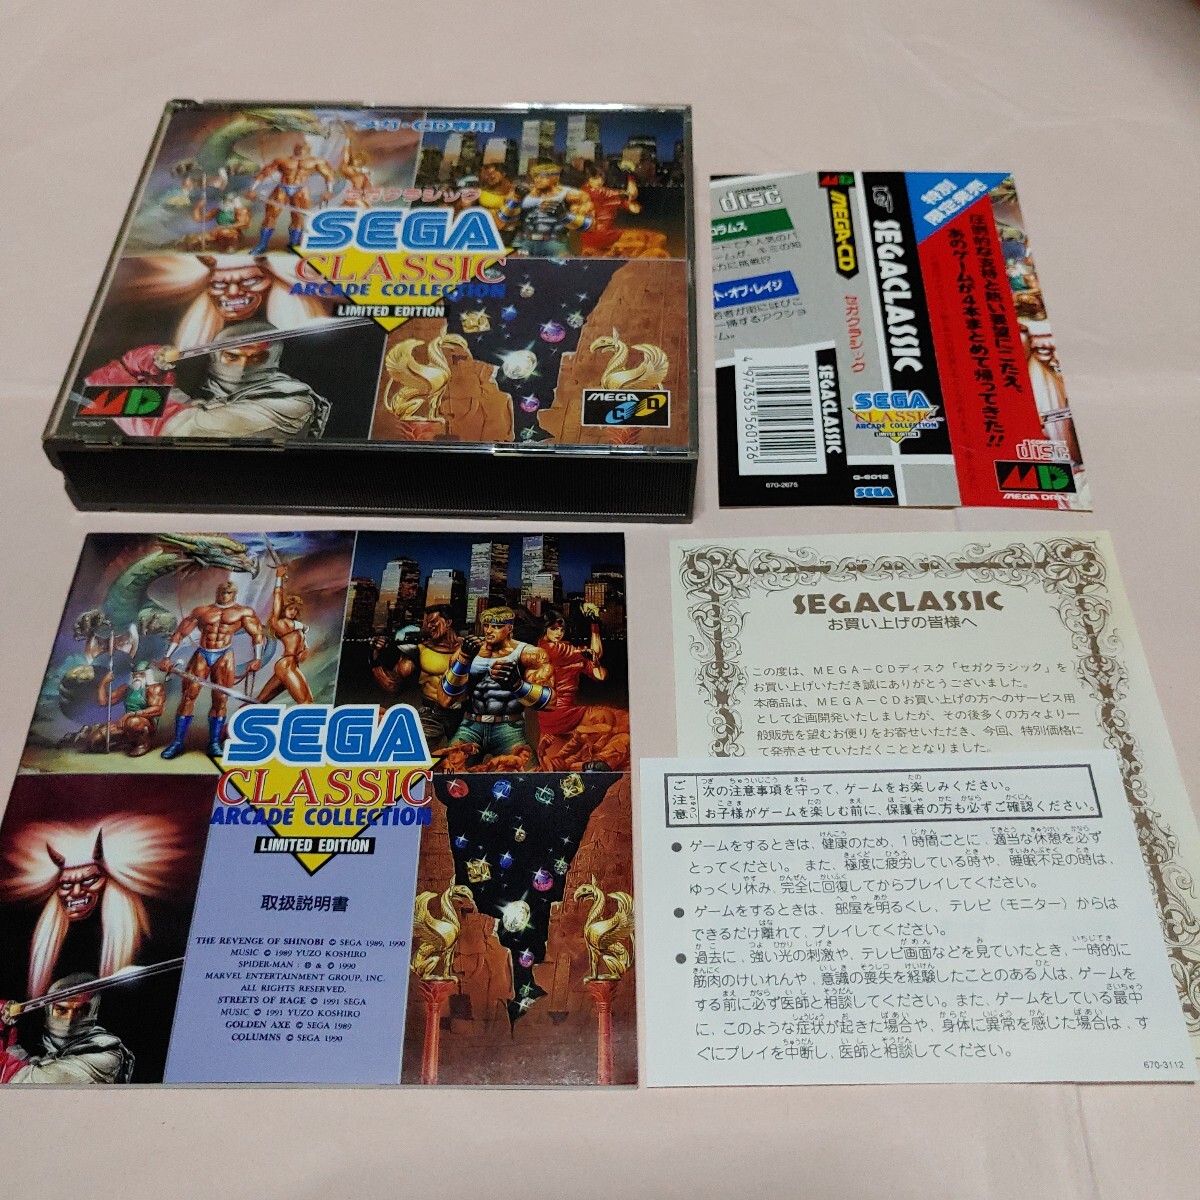 メガ-CD専用
セガクラシック
SEGA
CLASSIC
ARCADE COLLECTION
LIMITED EDITION
MEGA
CD
670-2607
COMPACT
disc
コラムス
ト・オブ・レイジ
4974365560126
670-2675
MEGA-CD
セガクラシック
SEGACLASSIC
SEGACLASSIC
SEGA
CLASSIC
ARCADE COLLECTION
LIMITED EDITION
G-6012
SEGA
特別
限定発売
圧倒的な支持と熱い要請にこたえ、
あのゲームが4本まとめて帰ってきた!!
COMPACT
disc
MEGA DRIVE
SEGA
CLASSIC™
ARCADE COLLECTION
LIMITED EDITION
取扱説明書
THE REVENGE OF SHINOBI © SEGA 1989, 1990
MUSIC © 1989 YUZO KOSHIRO
SPIDER-MAN : ® & © 1990
MARVEL ENTERTAINMENT GROUP, INC.
ALL RIGHTS RESERVED.
STREETS OF RAGE © 1991 SEGA
MUSIC © 1991 YUZO KOSHIRO
GOLDEN AXE © SEGA 1989
COLUMNS © SEGA 1990
SEGACLASSIC
お買い上げの皆様へ
この度は、MEGA-CDディスク「セガクラシック」を
お買い上げいただき誠にありがとうございました。
本商品は、MEGA-CDお買い上げの方へのサービス用
として企画開発いたしましたが、その後多くの方々より一
般販売を望むお便りをお寄せいただき、今回、特別価格に
て発売させていただくこととなりました。
ご注意
次の注意事項を守って、ゲームをお楽しみください。
お子様がゲームを楽しむ前に、保護者の方も必ずご確認ください。
● ゲームをするときは、健康のため、1時間ごとに、適当な休憩を必ず
とってください。また、極度に疲労している時や、睡眠不足の時は、
ゆっくり休み、完全に回復してからプレイしてください。
● ゲームをするときは、部屋を明るくし、テレビ(モニター)からは
できるだけ離れて、プレイしてください。
● 過去に、強い光の刺激や、テレビ画面などを見ていたとき、一時的に
筋肉のけいれんや、意識の喪失を経験したことのある人は、ゲームを
する前に必ず医師と相談してください。また、ゲームをしている最中
に、このような症状が起きた場合や、身体に異常を感じた場合は、す
ぐにプレイを中断し、医師と相談してください。
670-3112